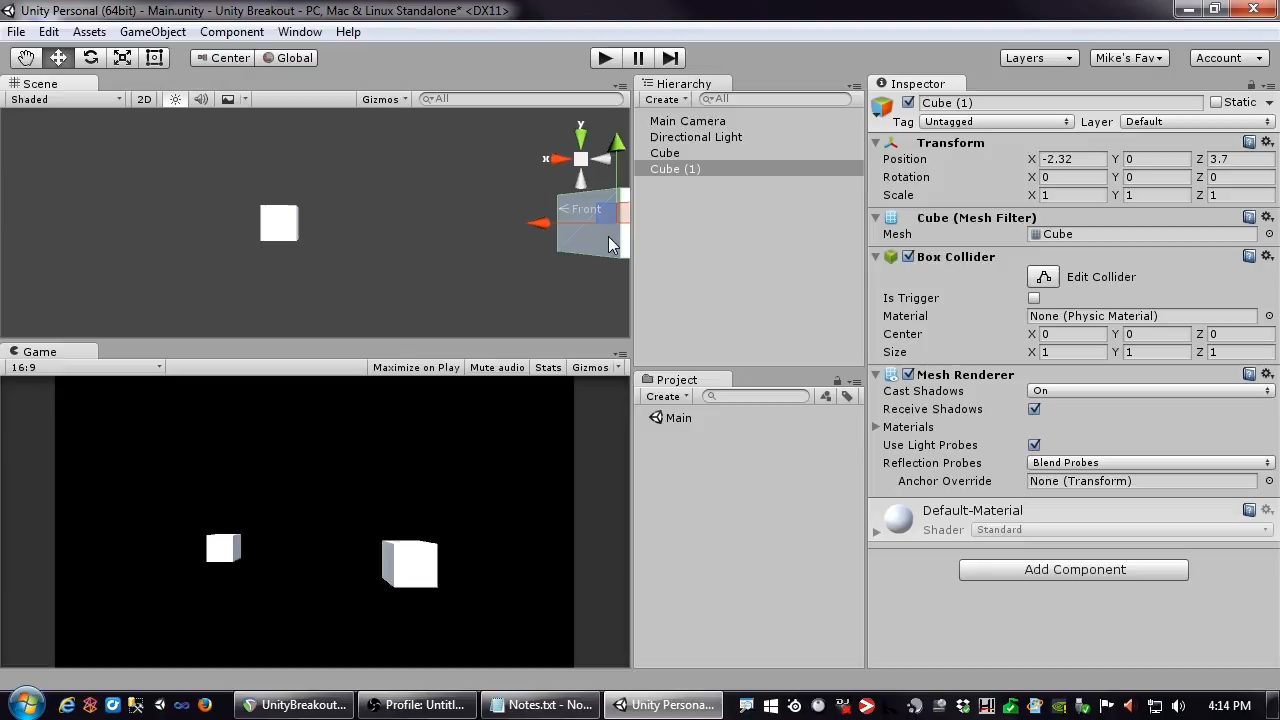 Unity Personal (64bit) - Main.unity - Unity Breakout - PC, Mac & Linux Standalone* <DX11>
File Edit Assets GameObject Component Window Help
Center Global Layers Mike's Fav Account
Scene
Shaded 2D Gizmos All
y
x
Front
Game
16:9 Maximize on Play Mute audio Stats Gizmos
Hierarchy
Create All
Main Camera
Directional Light
Cube
Cube (1)
Project
Create
Main
Inspector
Cube (1) Static
Tag Untagged Layer Default
Transform
Position X -2.32 Y 0 Z 3.7
Rotation X 0 Y 0 Z 0
Scale X 1 Y 1 Z 1
Cube (Mesh Filter)
Mesh Cube
Box Collider
Edit Collider
Is Trigger
Material None (Physic Material)
Center X 0 Y 0 Z 0
Size X 1 Y 1 Z 1
Mesh Renderer
Cast Shadows On
Receive Shadows
Materials
Use Light Probes
Reflection Probes Blend Probes
Anchor Override None (Transform)
Default-Material
Shader Standard
Add Component
UnityBreakout... Profile: Untitl... Notes.txt - No... Unity Persona... 4:14 PM